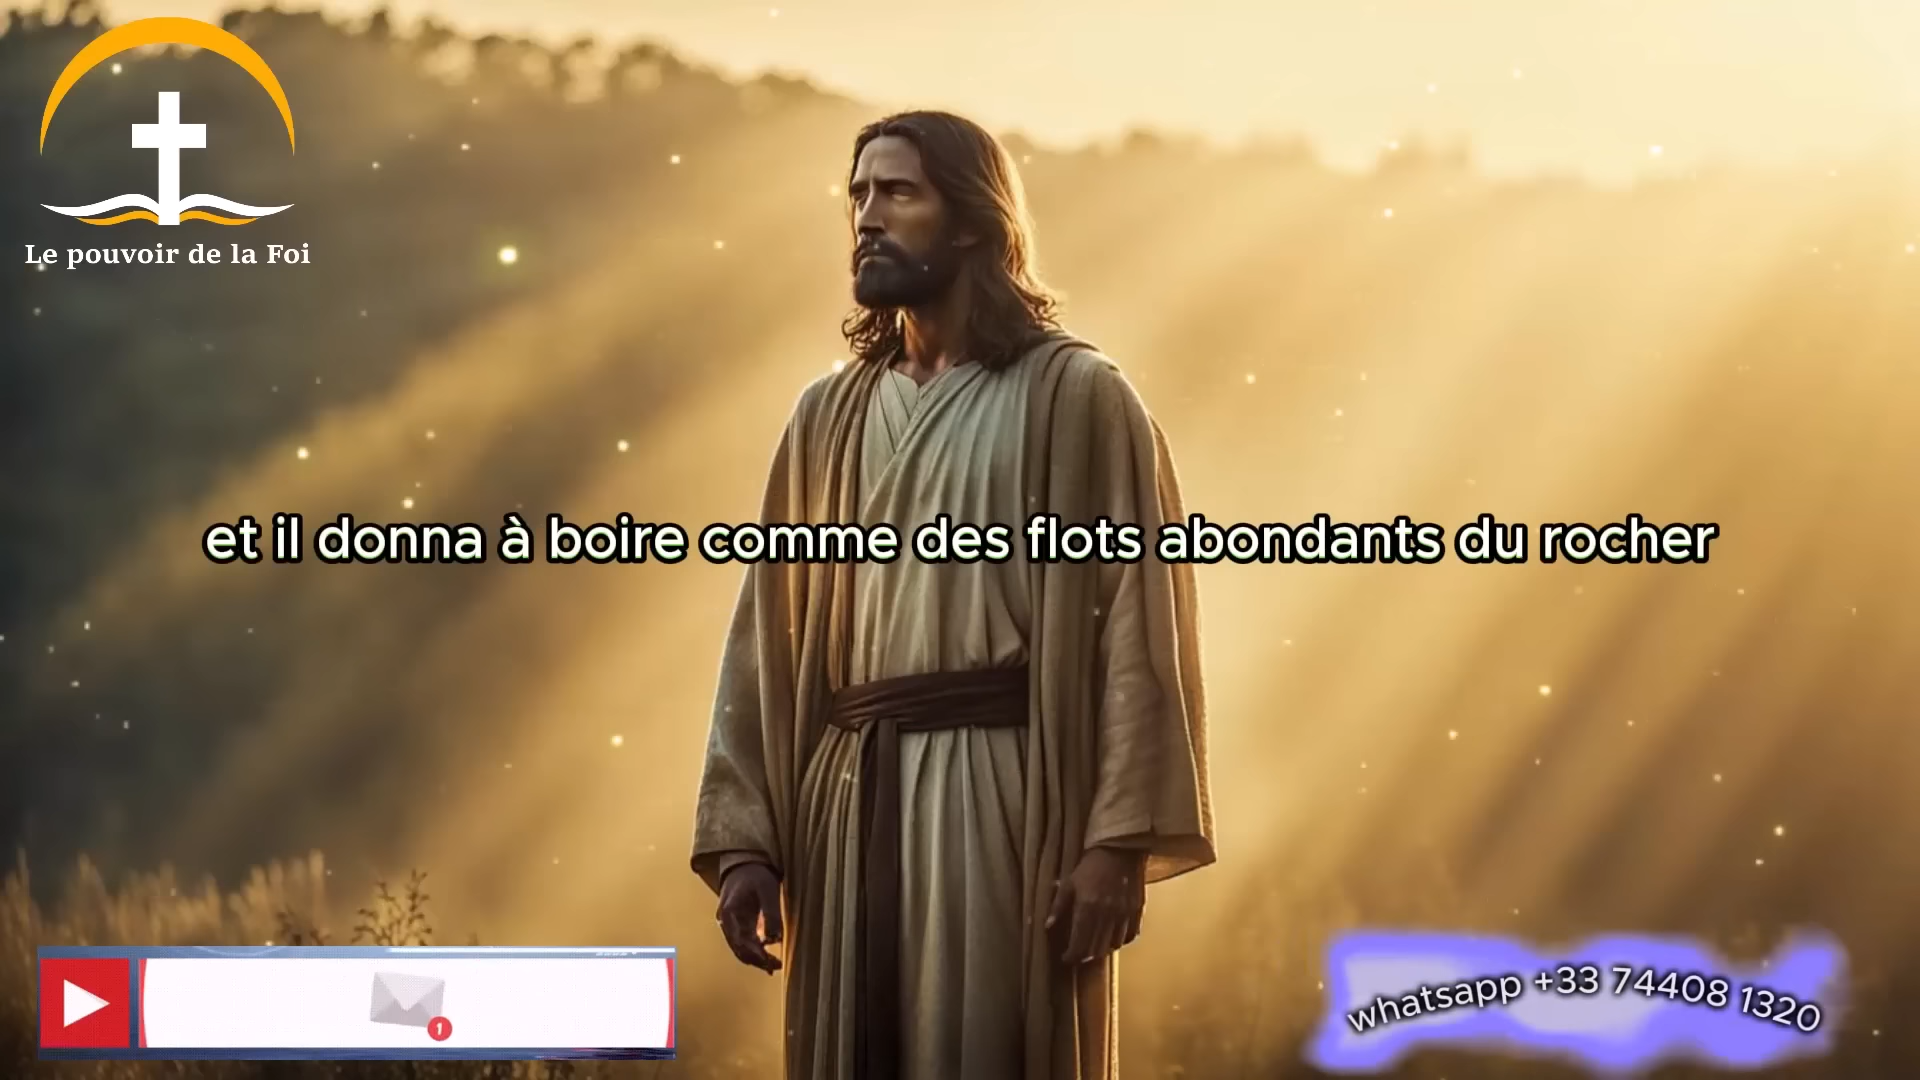 Le pouvoir de la Foi
et il donna à boire comme des flots abondants du rocher
1
whatsapp +33 74408 1320